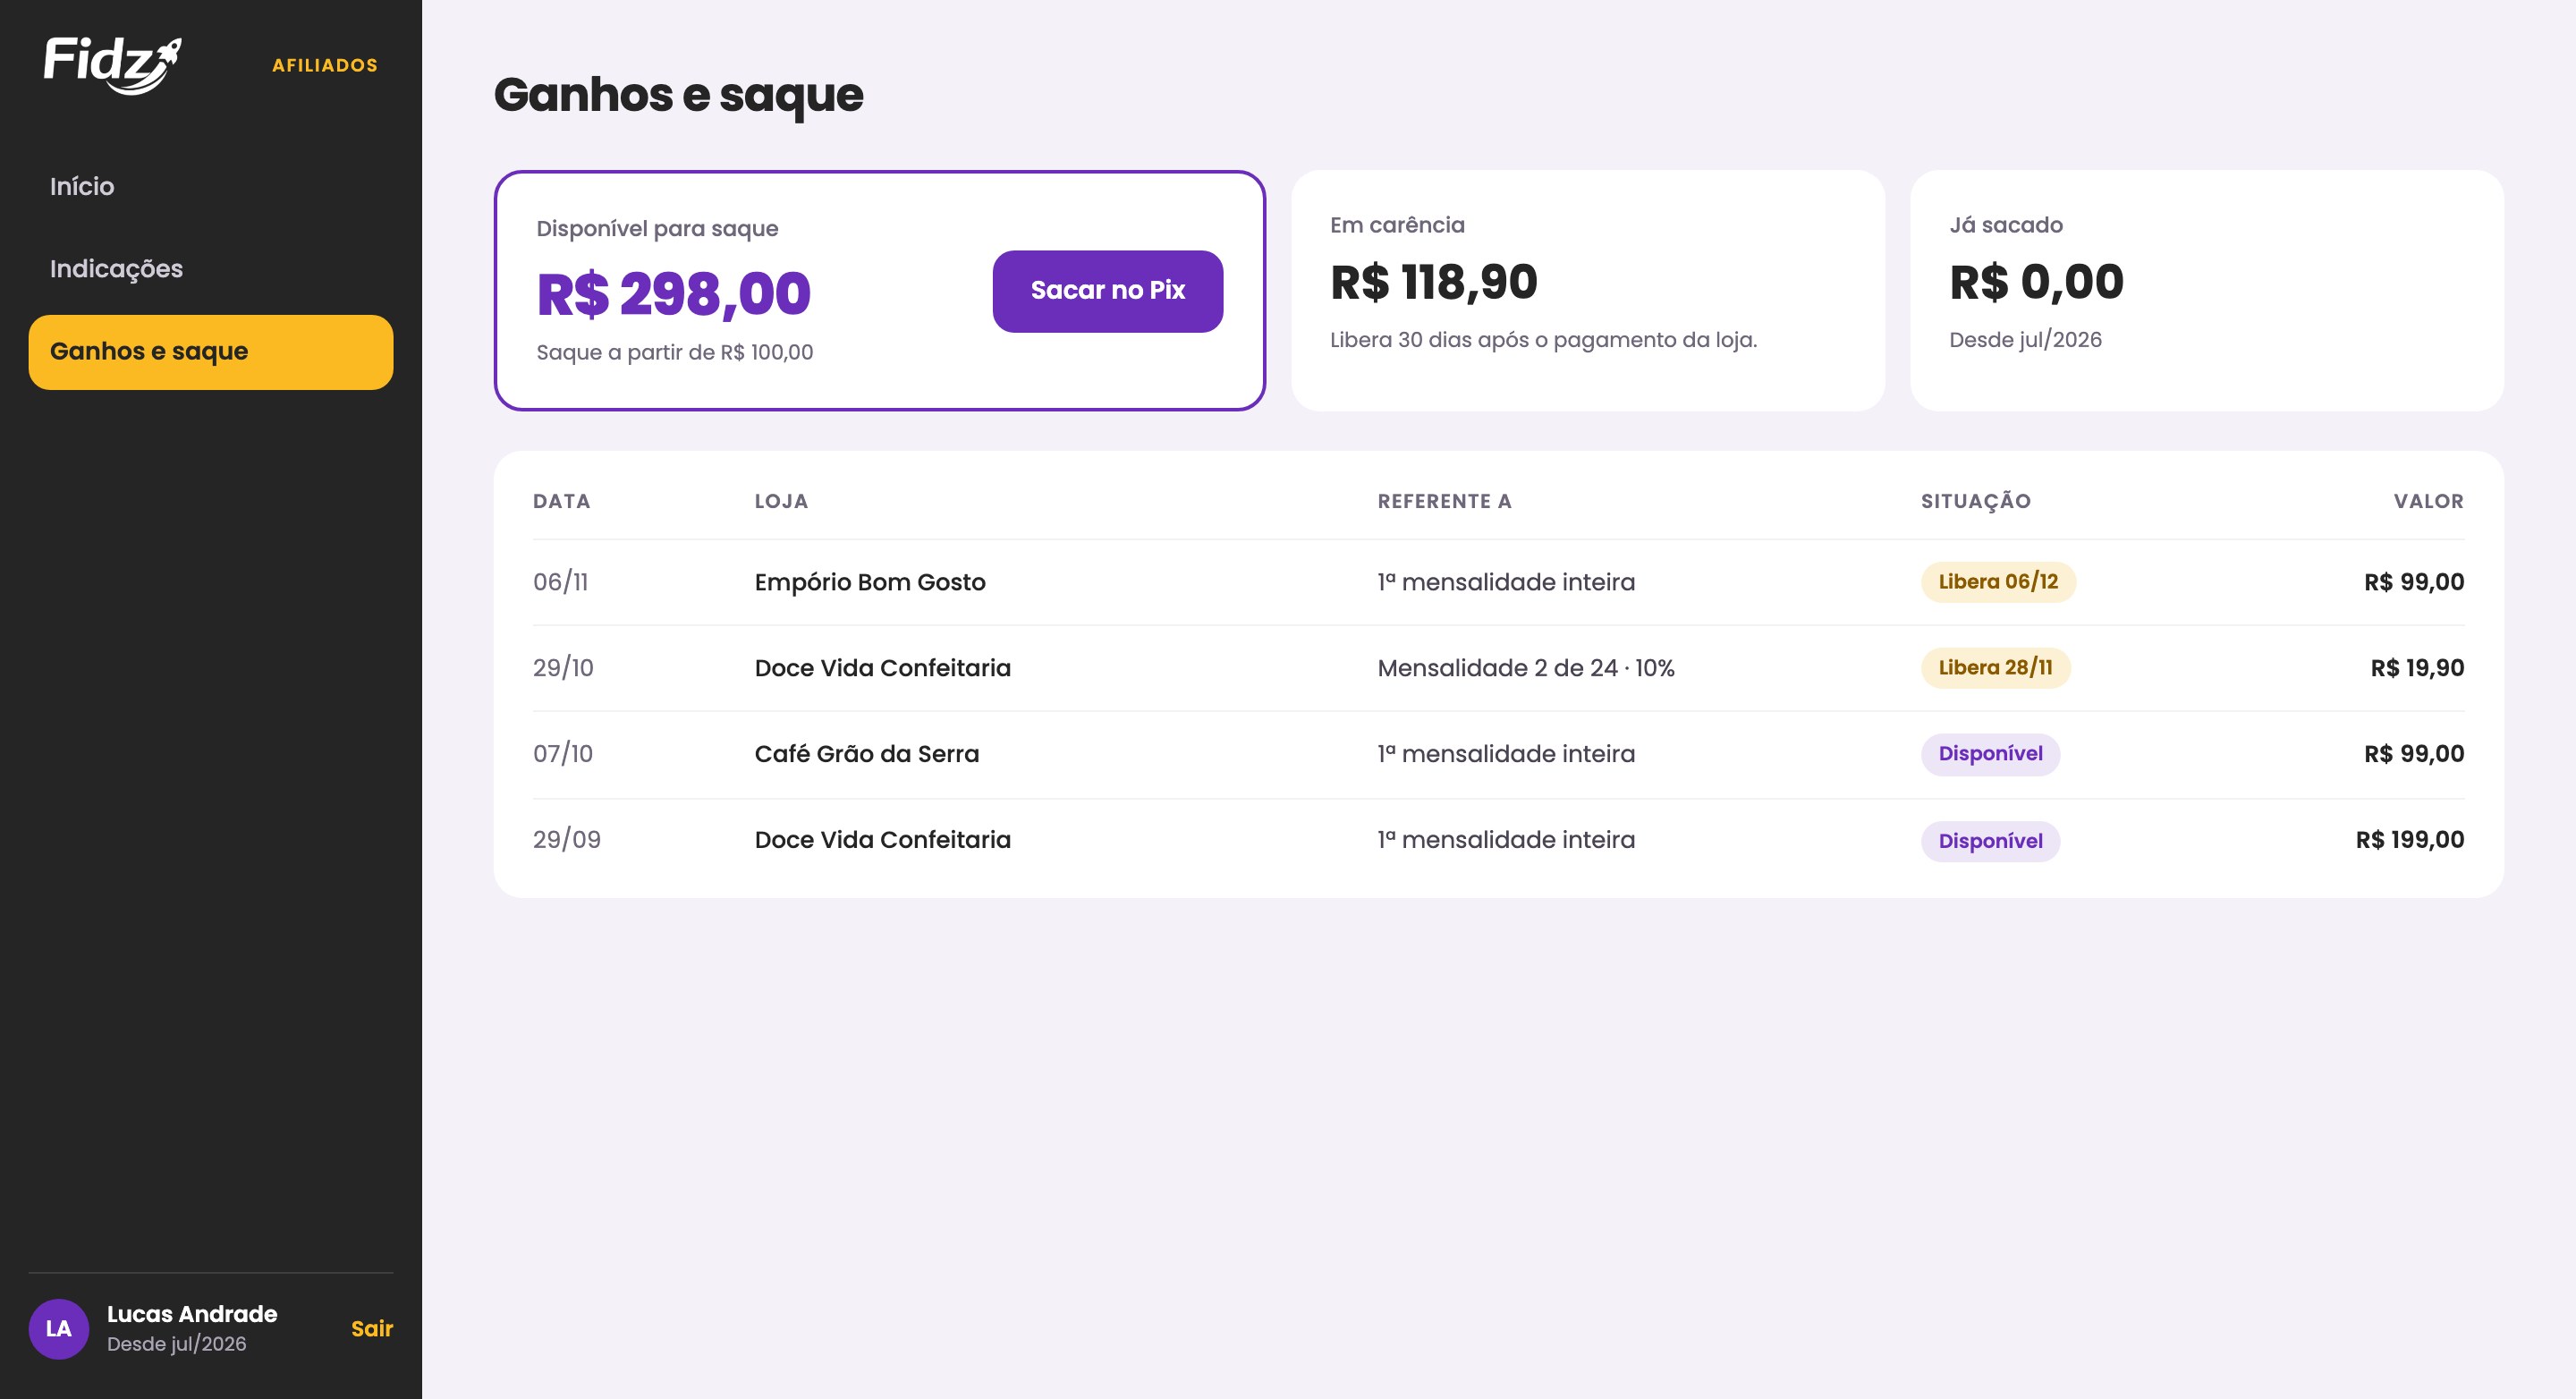 Fidz
AFILIADOS
Início
Indicações
Ganhos e saque
Lucas Andrade
Desde jul/2026
LA
Sair
Ganhos e saque
Disponível para saque
R$ 298,00
Saque a partir de R$ 100,00
Sacar no Pix
Em carência
R$ 118,90
Libera 30 dias após o pagamento da loja.
Já sacado
R$ 0,00
Desde jul/2026
DATA LOJA REFERENTE A SITUAÇÃO VALOR
06/11 Empório Bom Gosto 1ª mensalidade inteira Libera 06/12 R$ 99,00
29/10 Doce Vida Confeitaria Mensalidade 2 de 24 · 10% Libera 28/11 R$ 19,90
07/10 Café Grão da Serra 1ª mensalidade inteira Disponível R$ 99,00
29/09 Doce Vida Confeitaria 1ª mensalidade inteira Disponível R$ 199,00